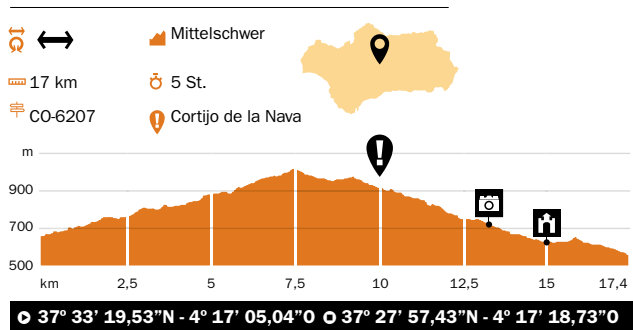 Mittelschwer
17 km
5 St.
CO-6207
Cortijo de la Nava
m
900
700
500
km 2,5 5 7,5 10 12,5 15 17,4
37º 33’ 19,53”N - 4º 17’ 05,04”O 37º 27’ 57,43”N - 4º 17’ 18,73”O